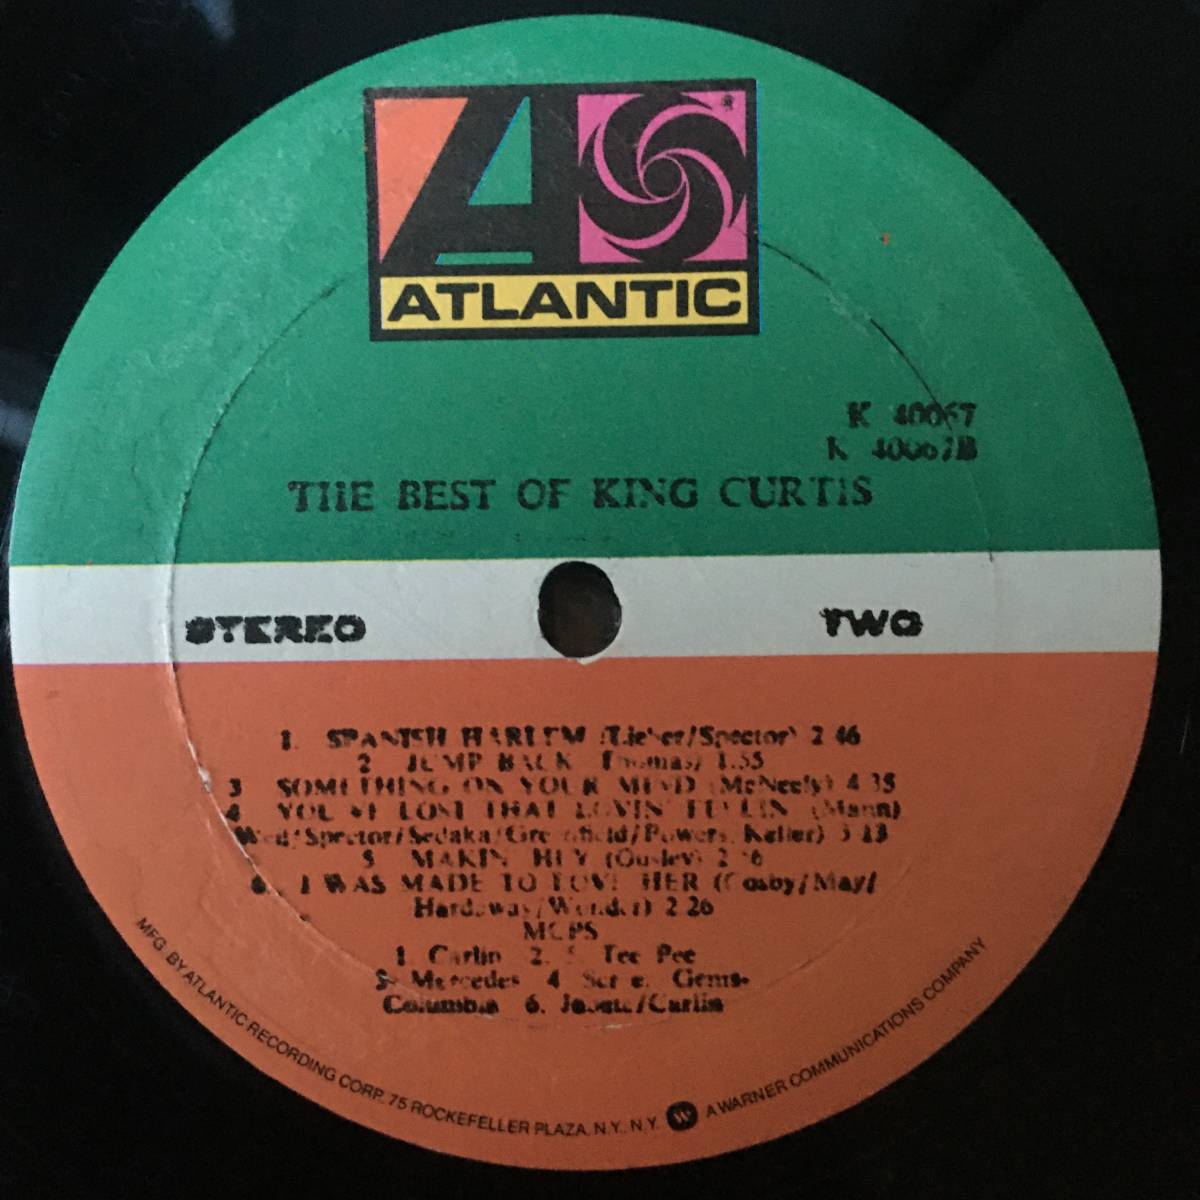 ATLANTIC
K 40067
K 40067B
THE BEST OF KING CURTIS
STEREO
TWO
1. SPANISH HARLEM (Lieber/Spector) 2 46
2 JUMP BACK Thomas) 1.55
3 SOMETHING ON YOUR MIND (McNeely) 4 35
4 YOU'VE LOST THAT LOVIN' FEELIN' (Mann)
Weil/Spector/Sedaka/Greenfield/Powers, Keller) 3 13
5 MAKIN' HEY (Ousley) 2
6. I WAS MADE TO LOVE HER (Cosby/May/
Hardaway/Wonder) 2.26
MCPS
1 Carlin 2. 5 Tee Pee
3 Mercedes 4 Screen Gems-
Columbia 6. Jobete/Carlin
MFG. BY ATLANTIC RECORDING CORP. 75 ROCKEFELLER PLAZA, N.Y., N.Y. A WARNER COMMUNICATIONS COMPANY